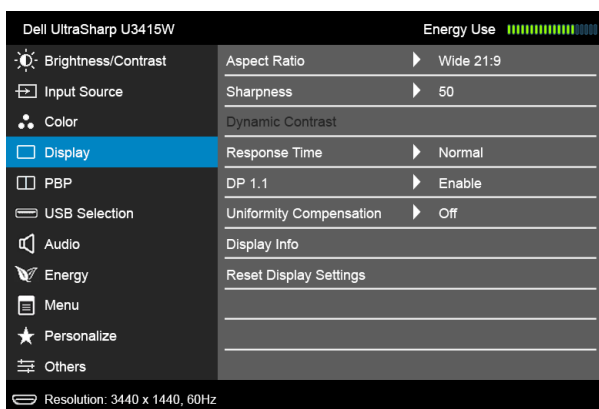 Dell UltraSharp U3415W Energy Use
Brightness/Contrast Aspect Ratio Wide 21:9
Input Source Sharpness 50
Color Dynamic Contrast
Display Response Time Normal
PBP DP 1.1 Enable
USB Selection Uniformity Compensation Off
Audio Display Info
Energy Reset Display Settings
Menu
Personalize
Others
Resolution: 3440 x 1440, 60Hz